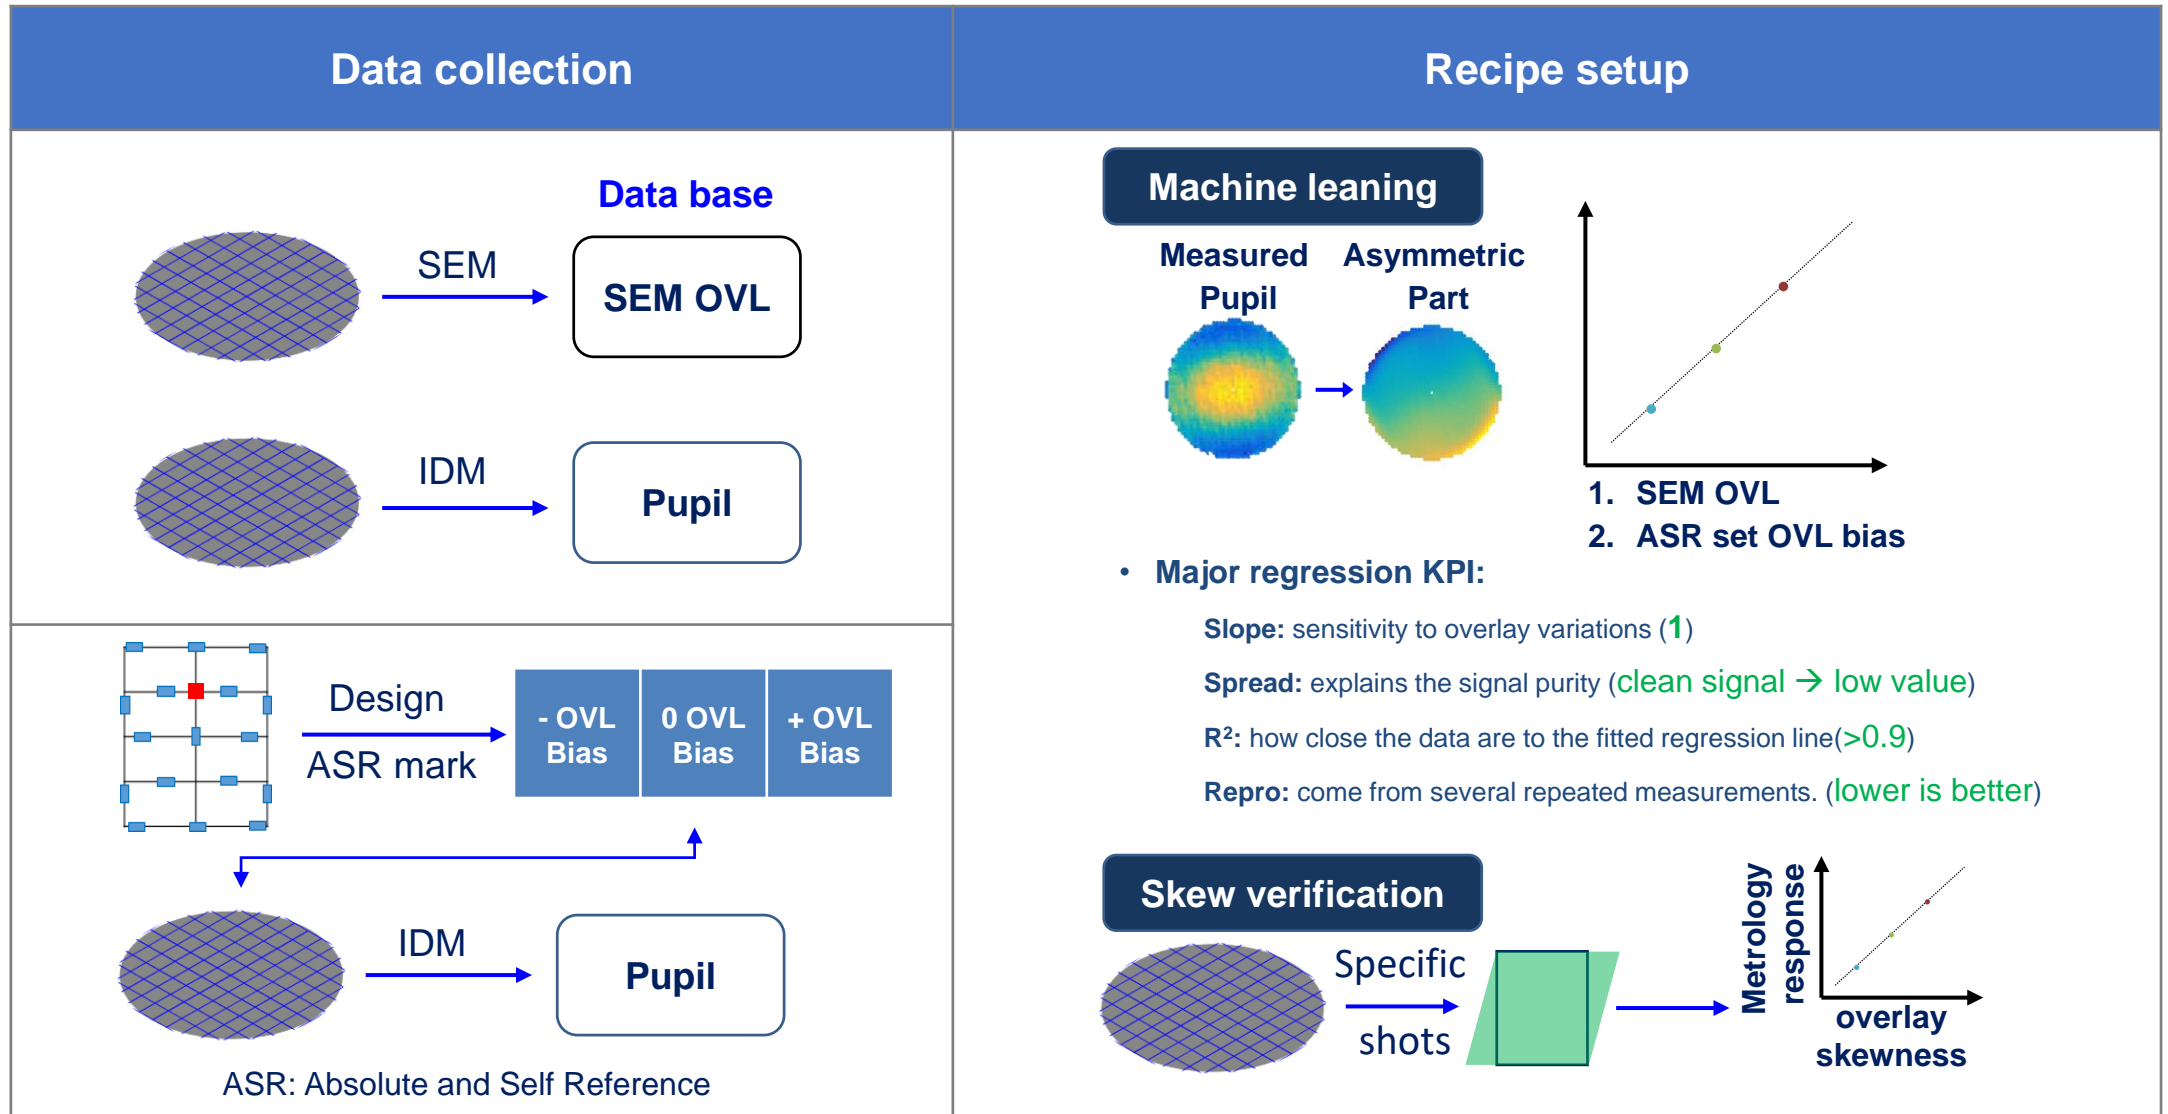 Data collection
Recipe setup
Data base
SEM
SEM OVL
IDM
Pupil
Design
ASR mark
- OVL
Bias
0 OVL
Bias
+ OVL
Bias
IDM
Pupil
ASR: Absolute and Self Reference
Machine leaning
Measured
Pupil
Asymmetric
Part
1. SEM OVL
2. ASR set OVL bias
• Major regression KPI:
Slope: sensitivity to overlay variations (1)
Spread: explains the signal purity (clean signal → low value)
R²: how close the data are to the fitted regression line(>0.9)
Repro: come from several repeated measurements. (lower is better)
Skew verification
Specific
shots
Metrology
response
overlay
skewness